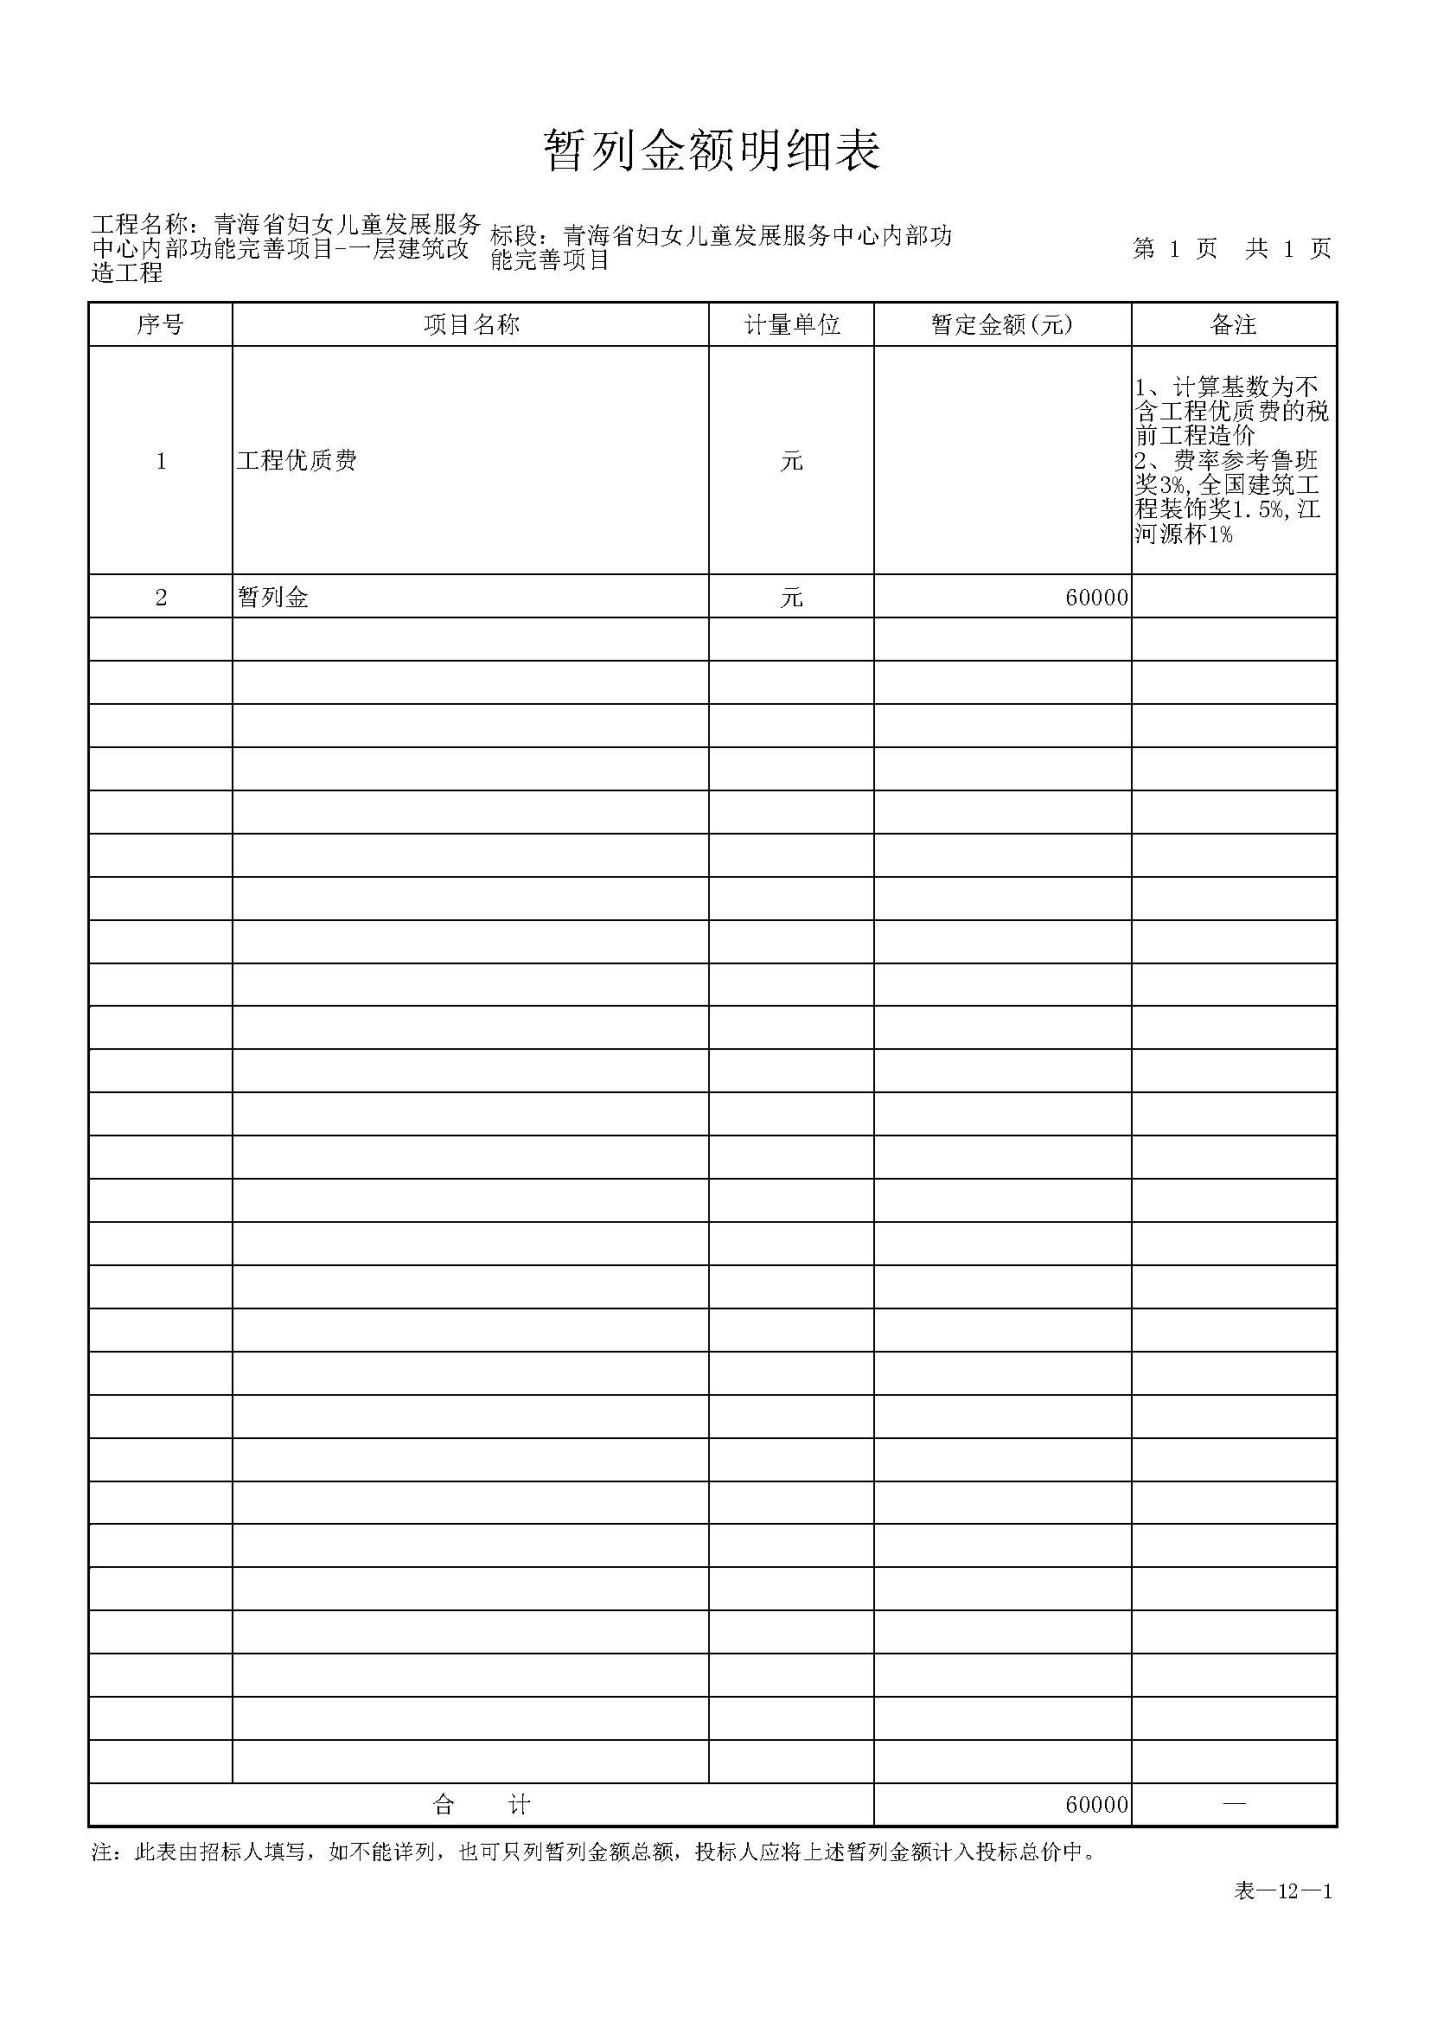 暂列金额明细表
工程名称：青海省妇女儿童发展服务
中心内部功能完善项目-一层建筑改
造工程
标段：青海省妇女儿童发展服务中心内部功
能完善项目
第 1 页 共 1 页
序号 项目名称 计量单位 暂定金额(元) 备注
1 工程优质费 元
1、计算基数为不
含工程优质费的税
前工程造价
2、费率参考鲁班
奖3%,全国建筑工
程装饰奖1.5%,江
河源杯1%
2 暂列金 元 60000
合 计 60000 —
注：此表由招标人填写，如不能详列，也可只列暂列金额总额，投标人应将上述暂列金额计入投标总价中。
表—12—1